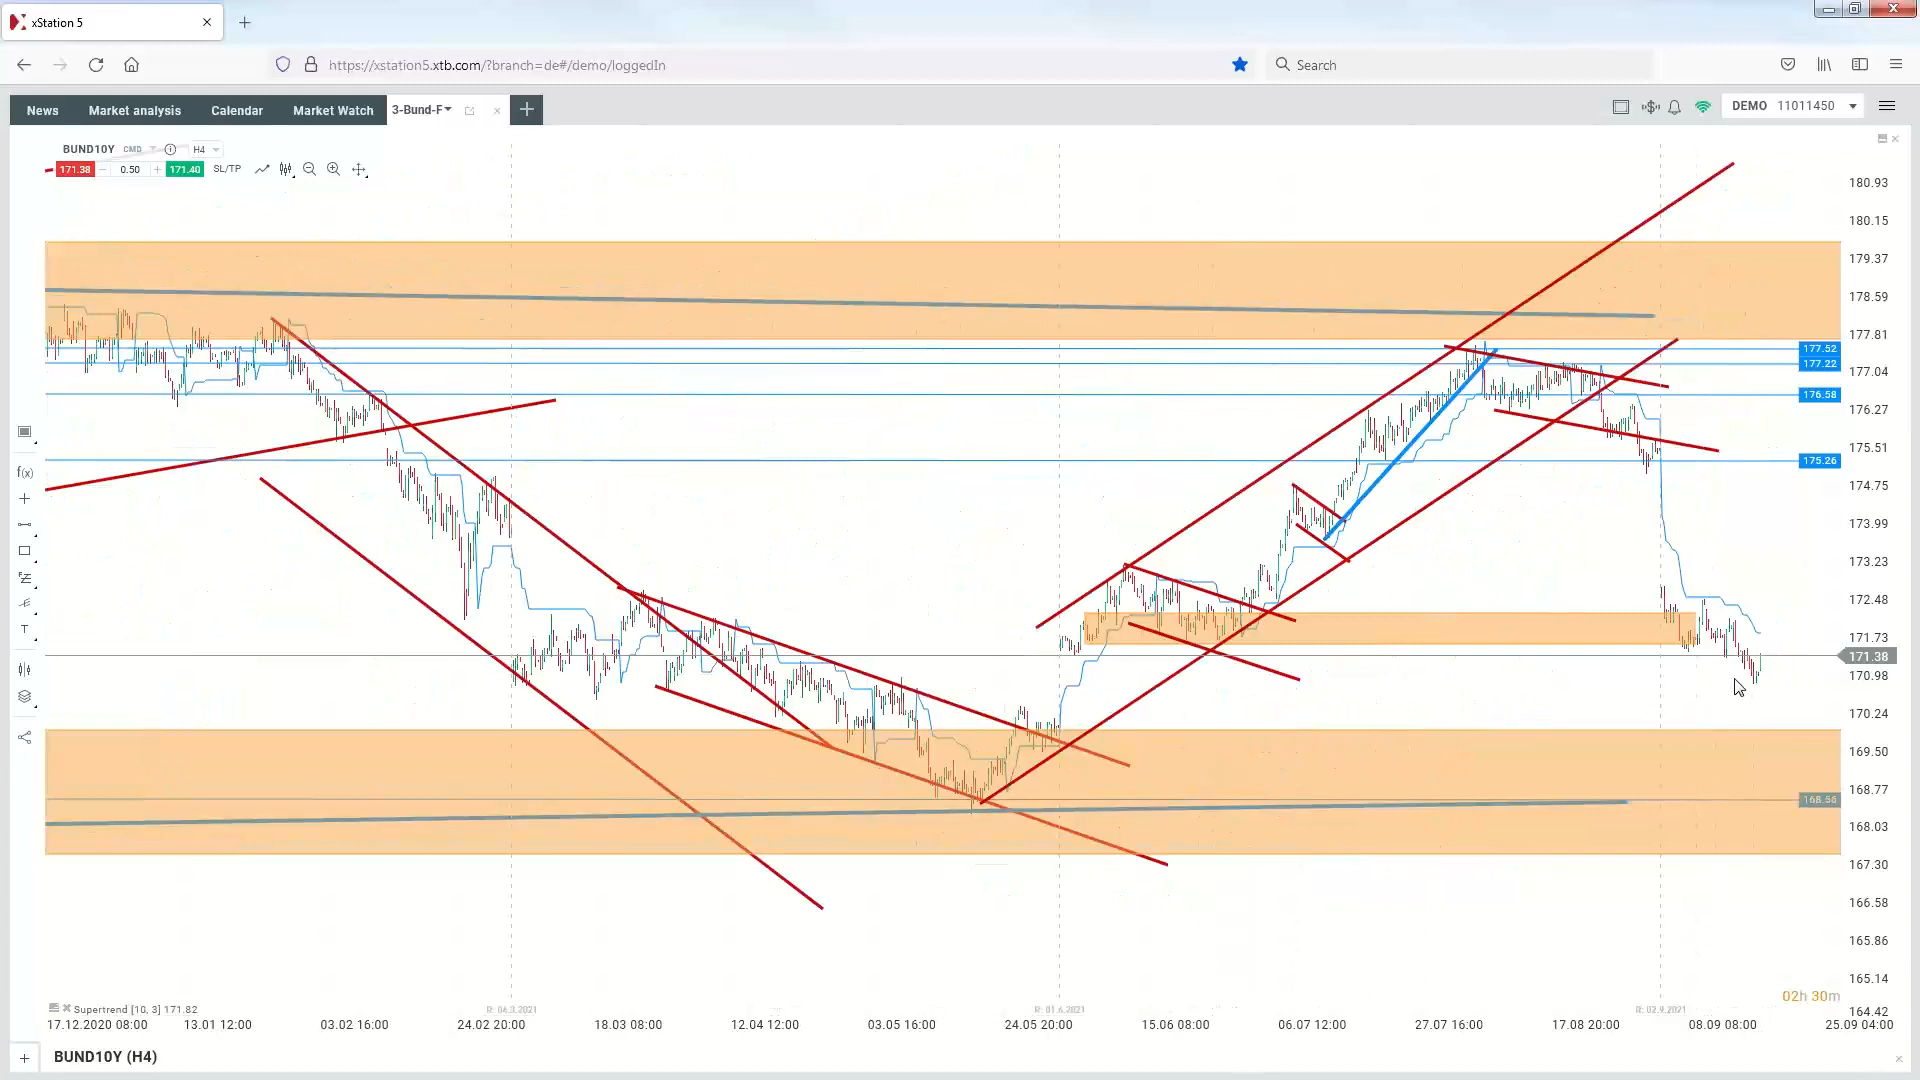 xStation 5
https://xstation5.xtb.com/?branch=de#/demo/loggedIn
Search
News Market analysis Calendar Market Watch 3-Bund-F
DEMO 11011450
BUND10Y CMD H4
171.38 0.50 171.40 SL/TP
180.93
180.15
179.37
178.59
177.81
177.52
177.22
177.04
176.58
176.27
175.51
175.26
174.75
173.99
173.23
172.48
171.73
171.38
170.98
170.24
169.50
168.77
168.56
168.03
167.30
166.58
165.86
165.14
164.42
f(x)
T
02h 30m
Supertrend [10, 3] 171.82
R: 01.6.2021
R: 02.9.2021
17.12.2020 08:00 13.01 12:00 03.02 16:00 24.02 20:00 18.03 08:00 12.04 12:00 03.05 16:00 24.05 20:00 15.06 08:00 06.07 12:00 27.07 16:00 17.08 20:00 08.09 08:00 25.09 04:00
BUND10Y (H4)